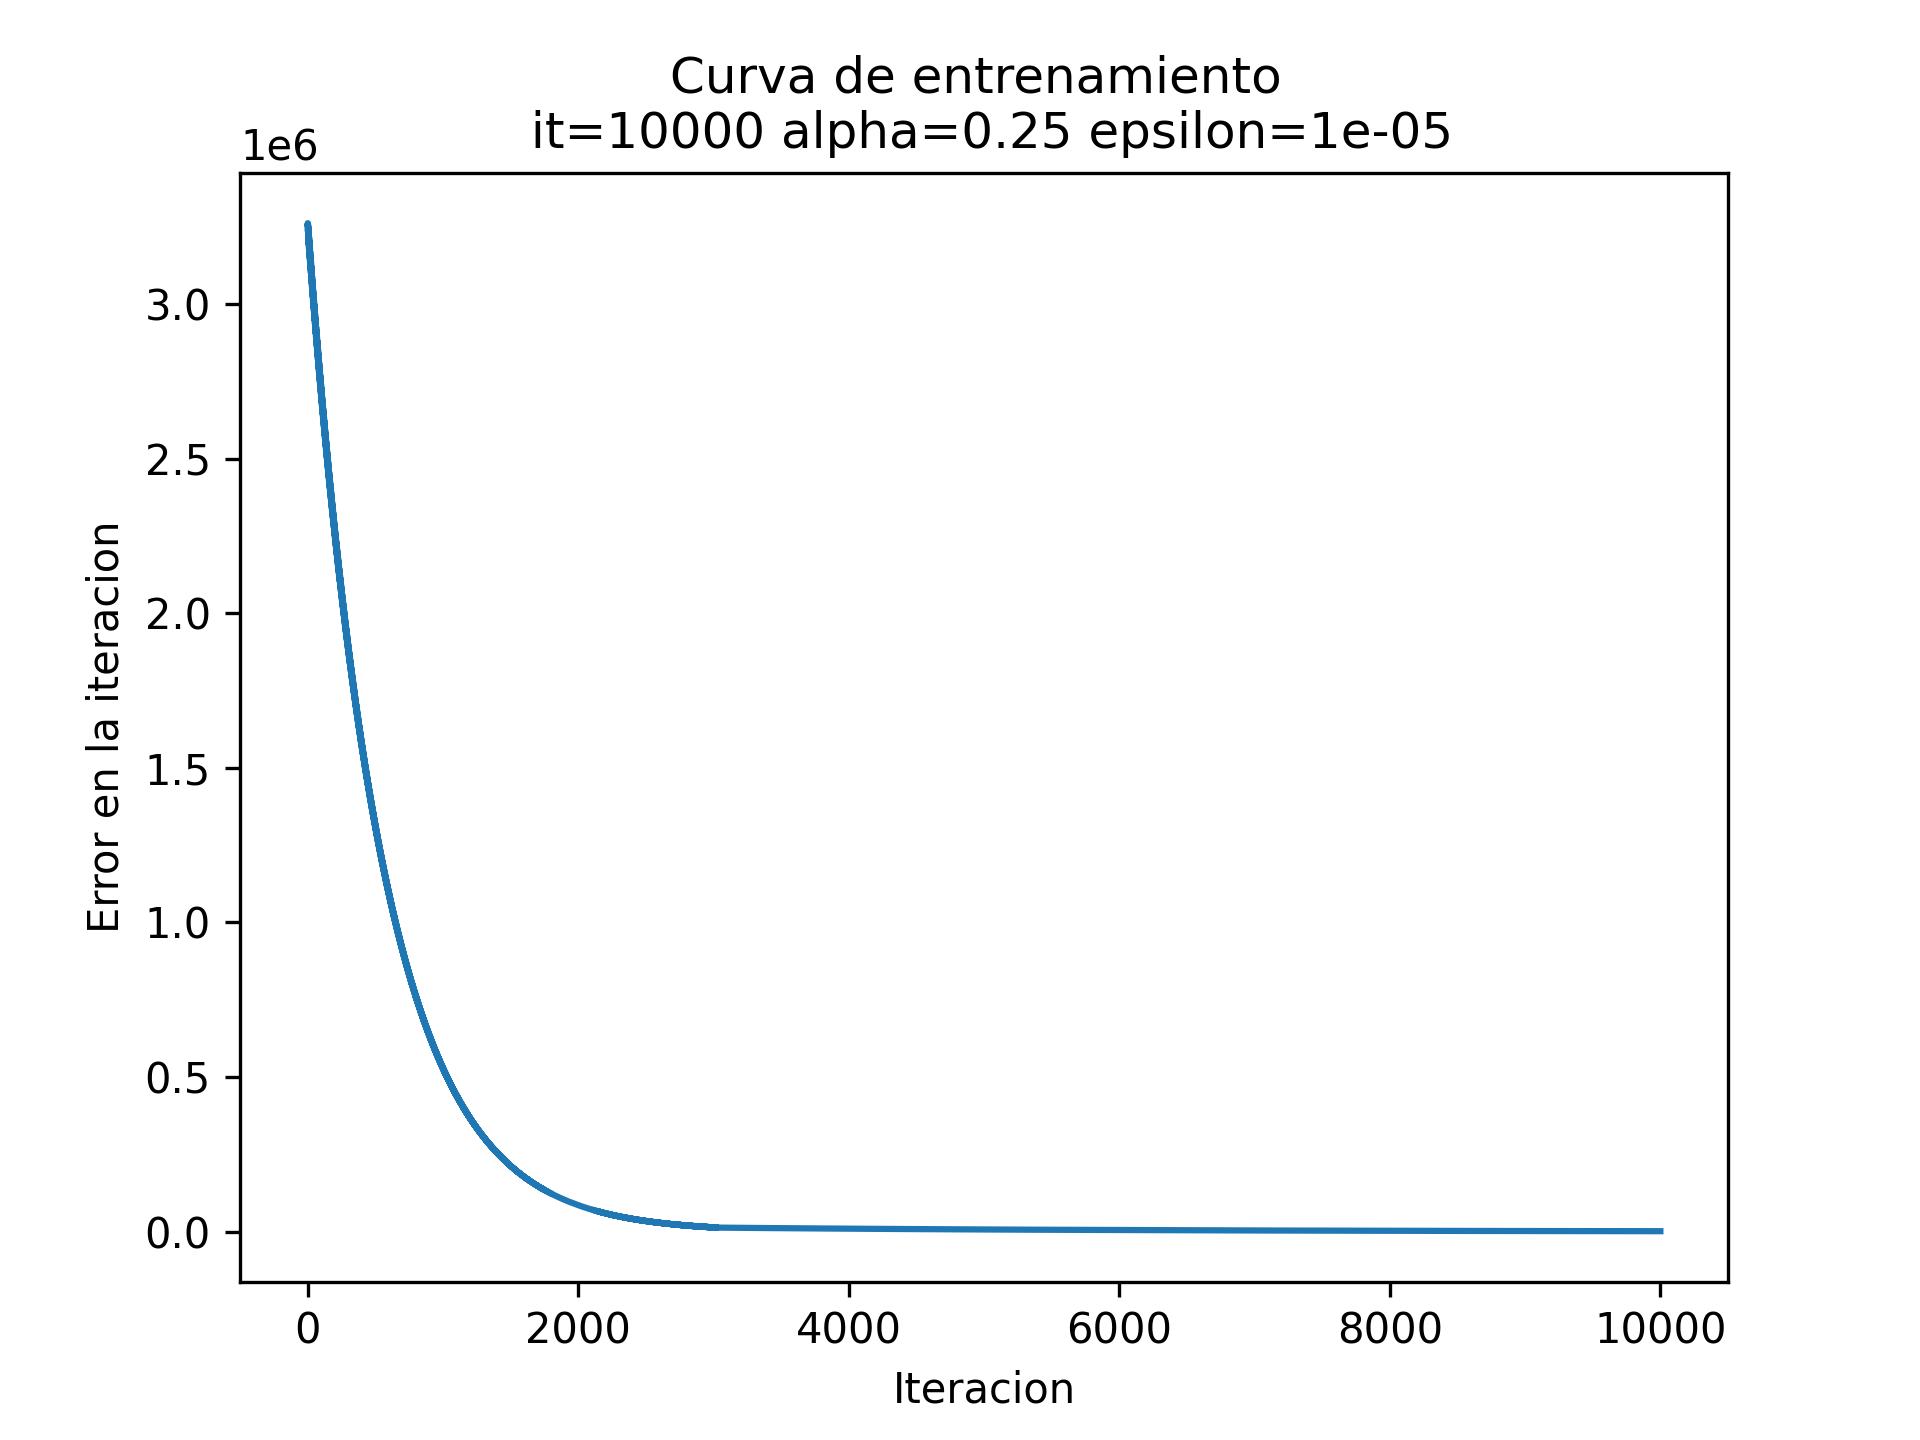 Curva de entrenamiento
it=10000 alpha=0.25 epsilon=1e-05
1e6
3.0
2.5
2.0
1.5
1.0
0.5
0.0
Error en la iteracion
0 2000 4000 6000 8000 10000
Iteracion